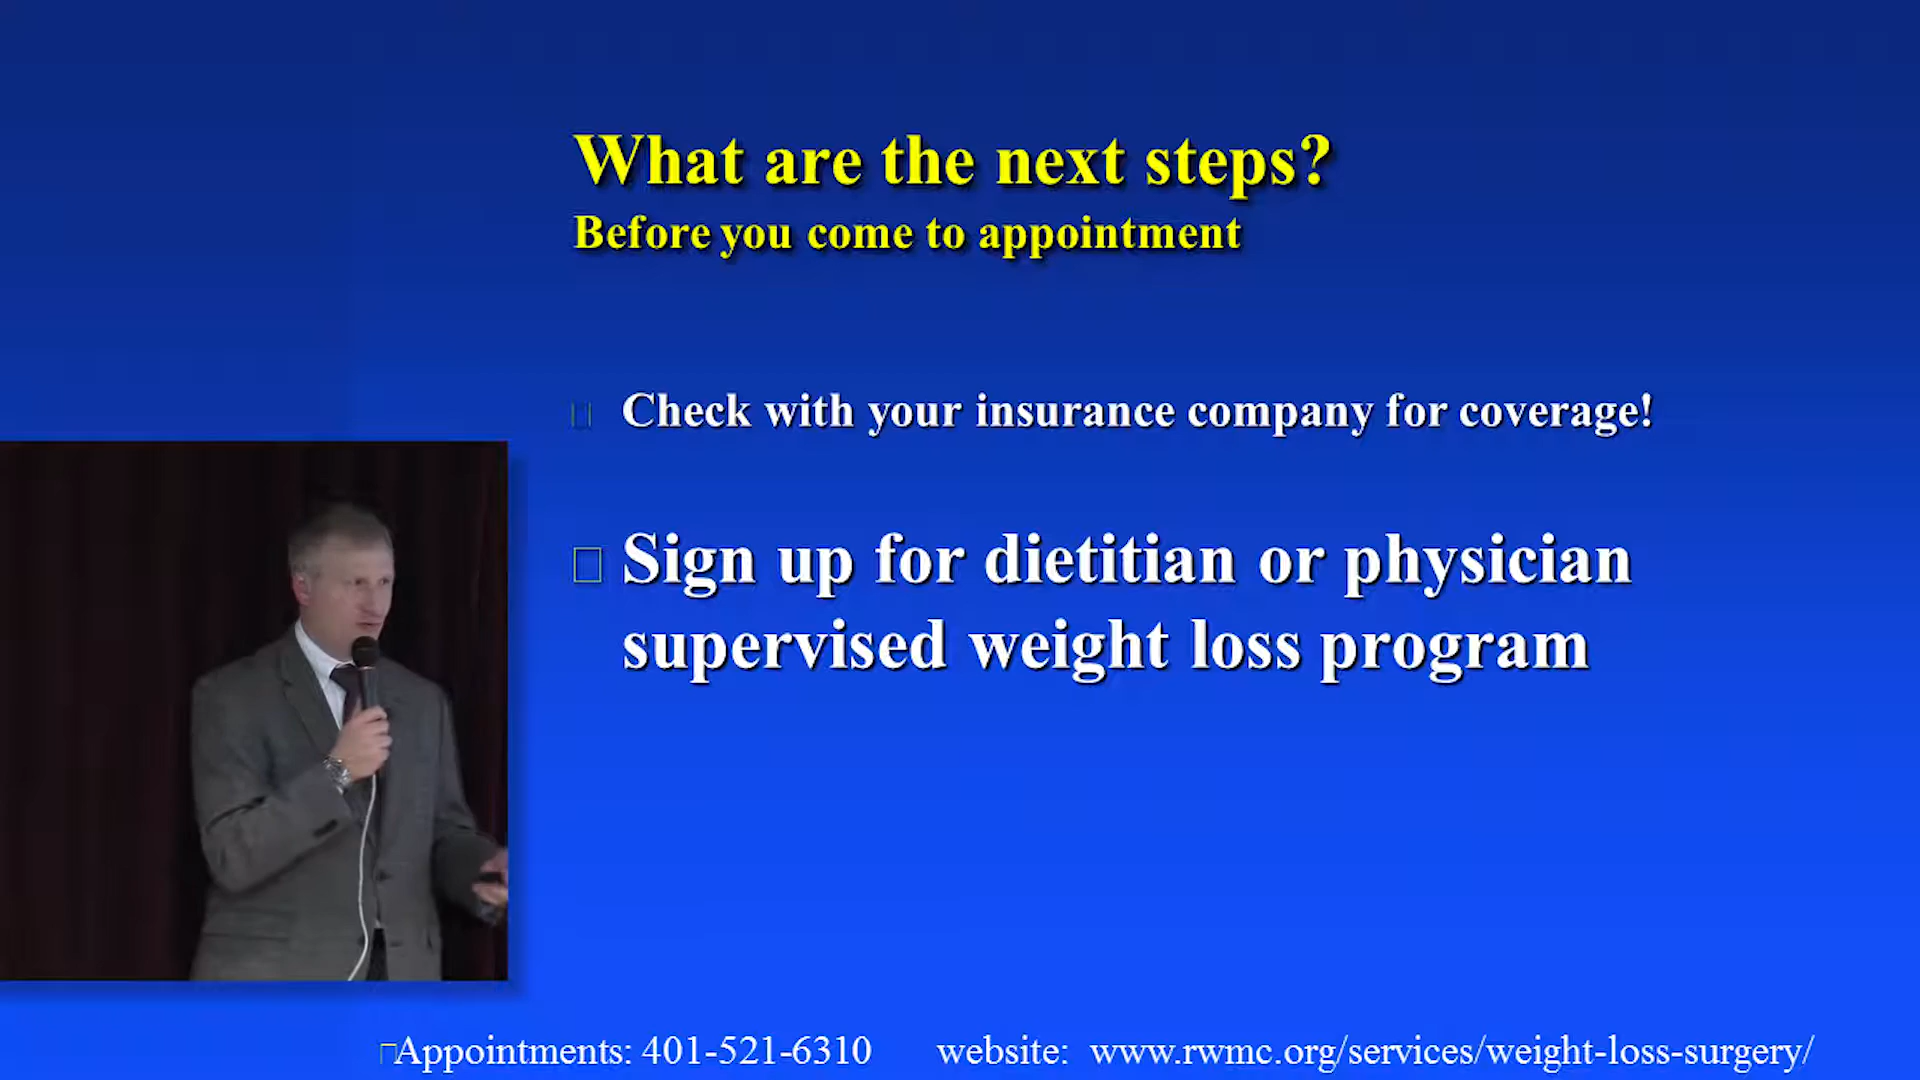 What are the next steps?
Before you come to appointment
Check with your insurance company for coverage!
Sign up for dietitian or physician
supervised weight loss program
Appointments: 401-521-6310 website: www.rwmc.org/services/weight-loss-surgery/